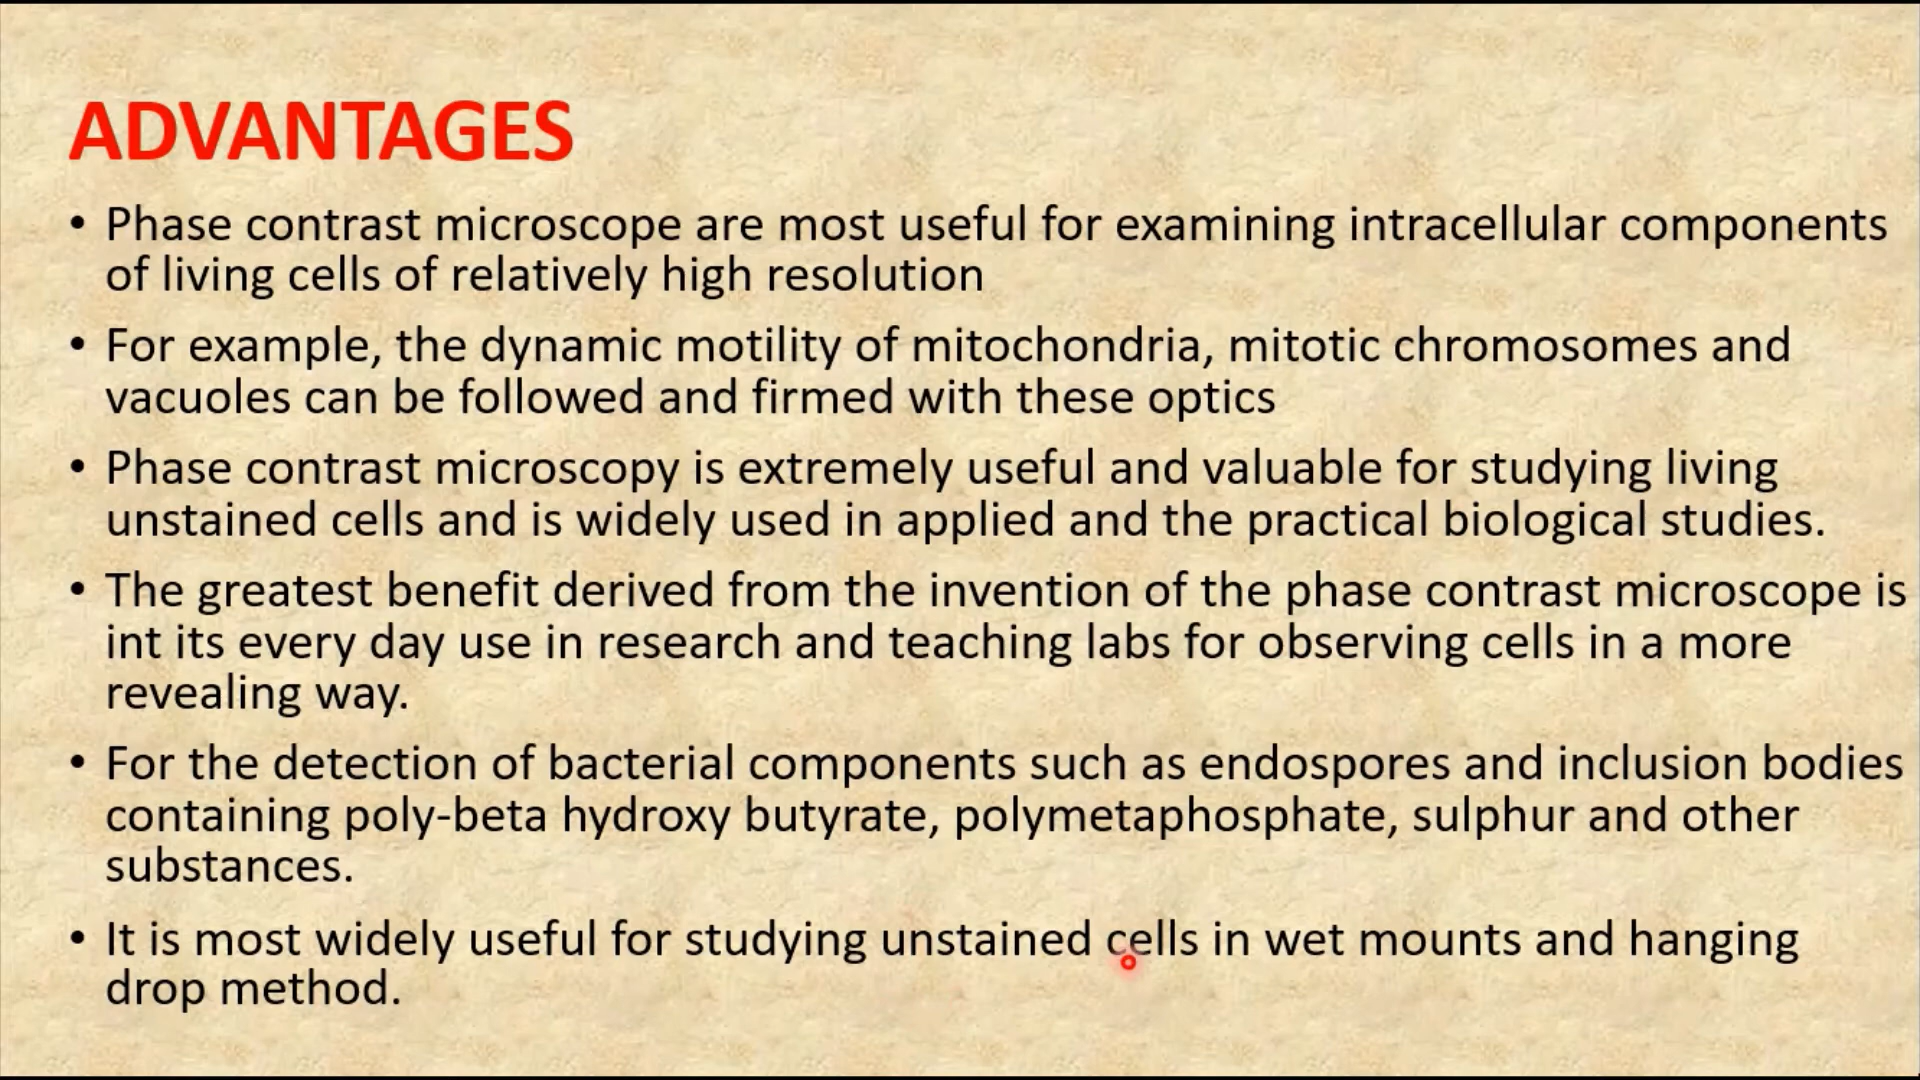 ADVANTAGES
• Phase contrast microscope are most useful for examining intracellular components
of living cells of relatively high resolution
• For example, the dynamic motility of mitochondria, mitotic chromosomes and
vacuoles can be followed and firmed with these optics
• Phase contrast microscopy is extremely useful and valuable for studying living
unstained cells and is widely used in applied and the practical biological studies.
• The greatest benefit derived from the invention of the phase contrast microscope is
int its every day use in research and teaching labs for observing cells in a more
revealing way.
• For the detection of bacterial components such as endospores and inclusion bodies
containing poly-beta hydroxy butyrate, polymetaphosphate, sulphur and other
substances.
• It is most widely useful for studying unstained cells in wet mounts and hanging
drop method.